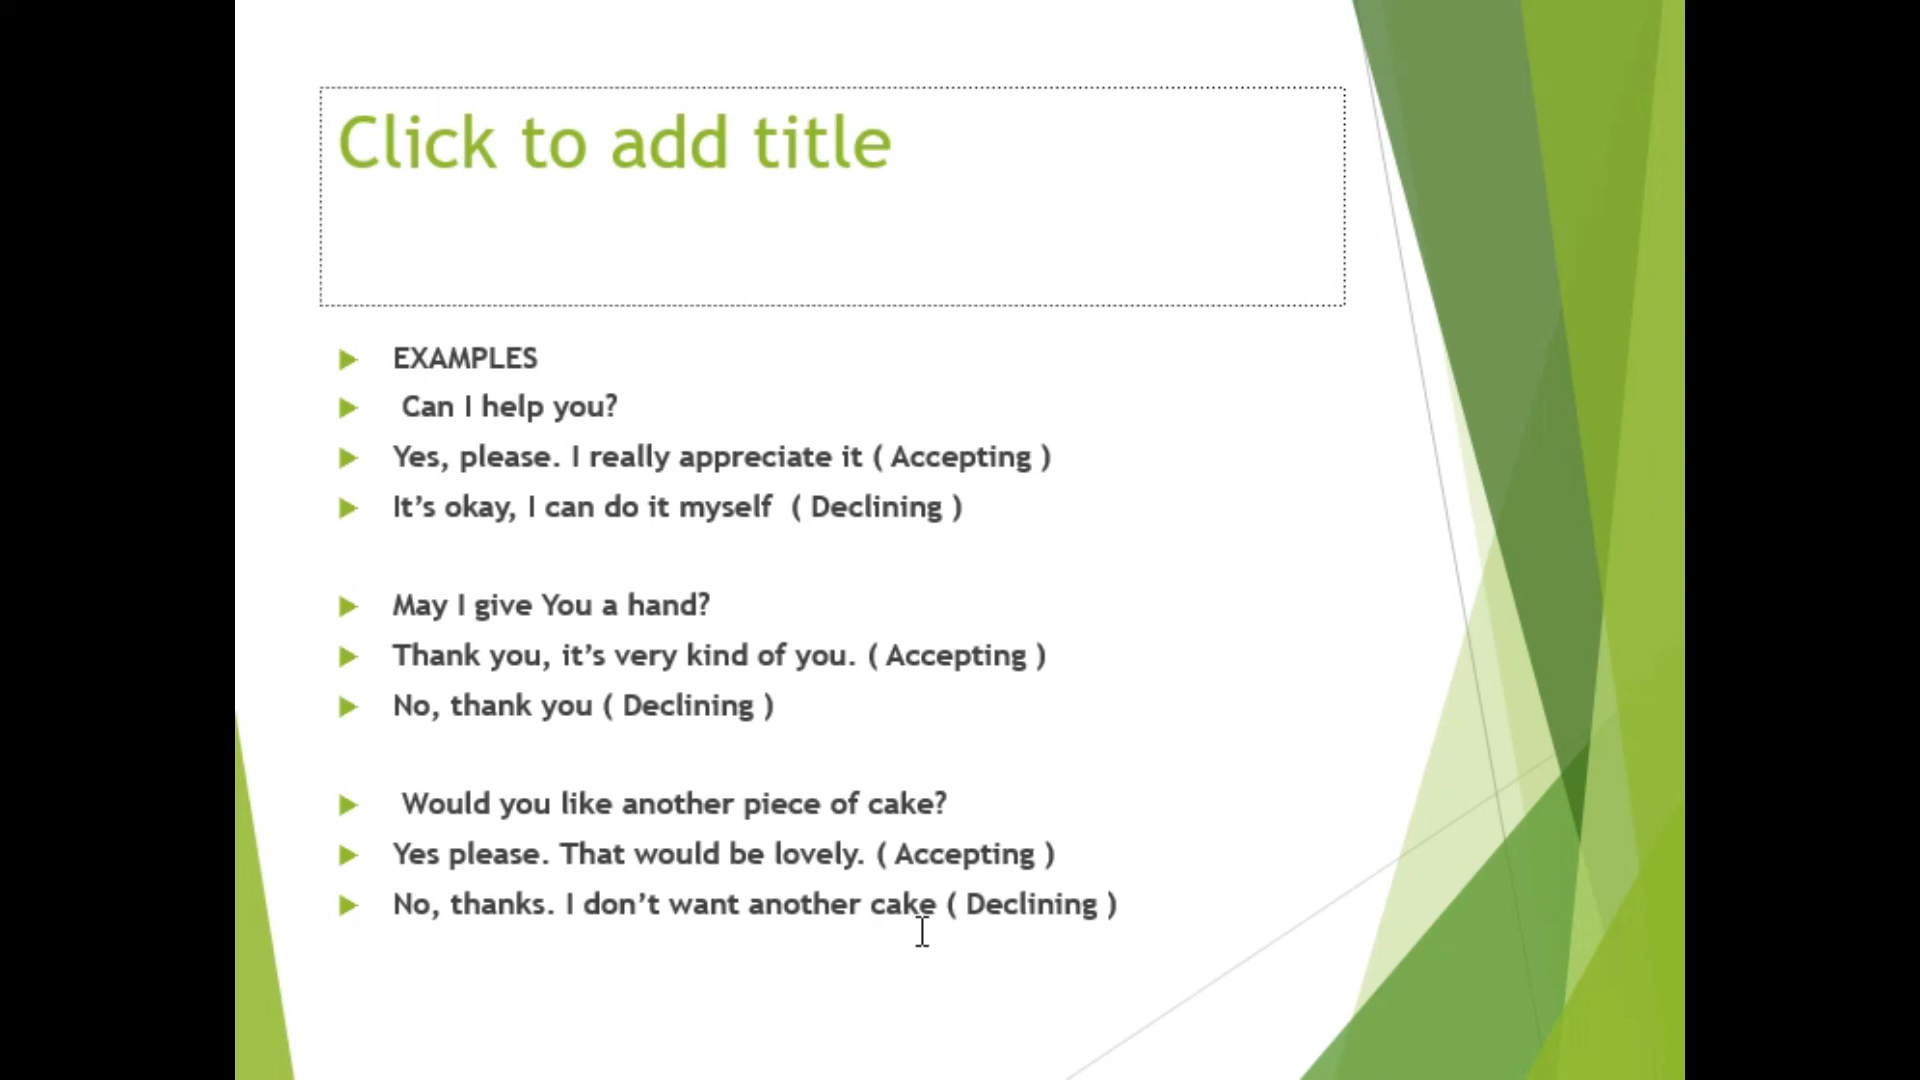 Click to add title
EXAMPLES
Can I help you?
Yes, please. I really appreciate it ( Accepting )
It’s okay, I can do it myself ( Declining )
May I give You a hand?
Thank you, it’s very kind of you. ( Accepting )
No, thank you ( Declining )
Would you like another piece of cake?
Yes please. That would be lovely. ( Accepting )
No, thanks. I don’t want another cake ( Declining )